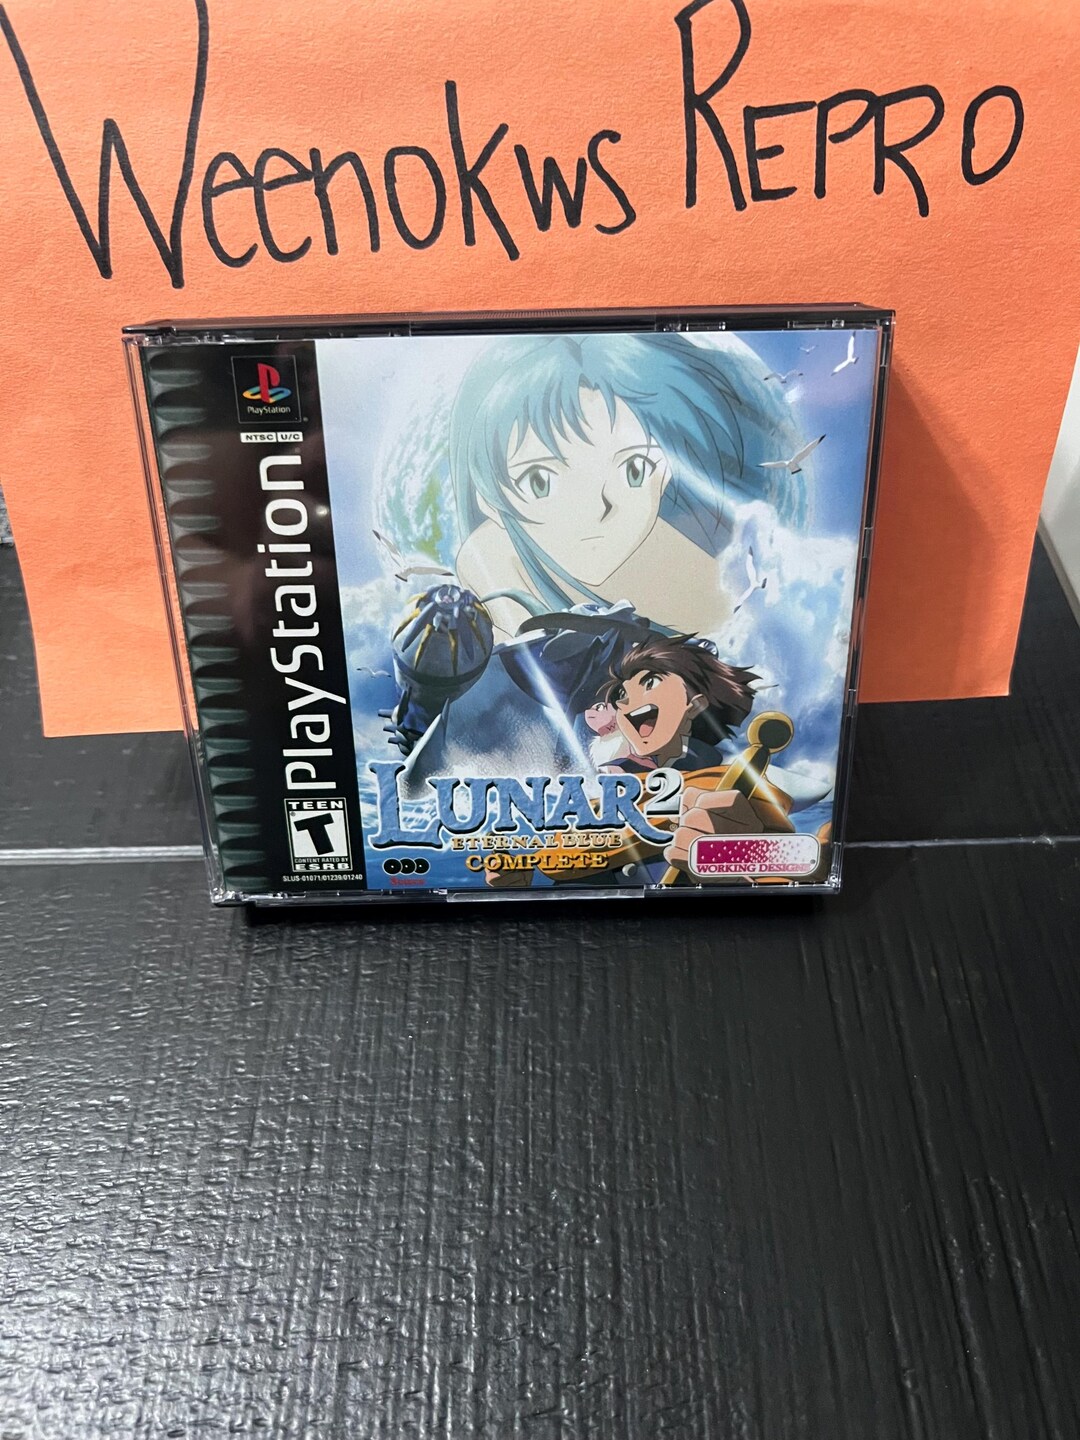 Weenokws REPRO
PlayStation
NTSC U/C
PlayStation
LUNAR 2
ETERNAL BLUE
COMPLETE
TEEN
T
CONTENT RATED BY
ESRB
SLUS-01071/01239/01240
WORKING DESIGNS